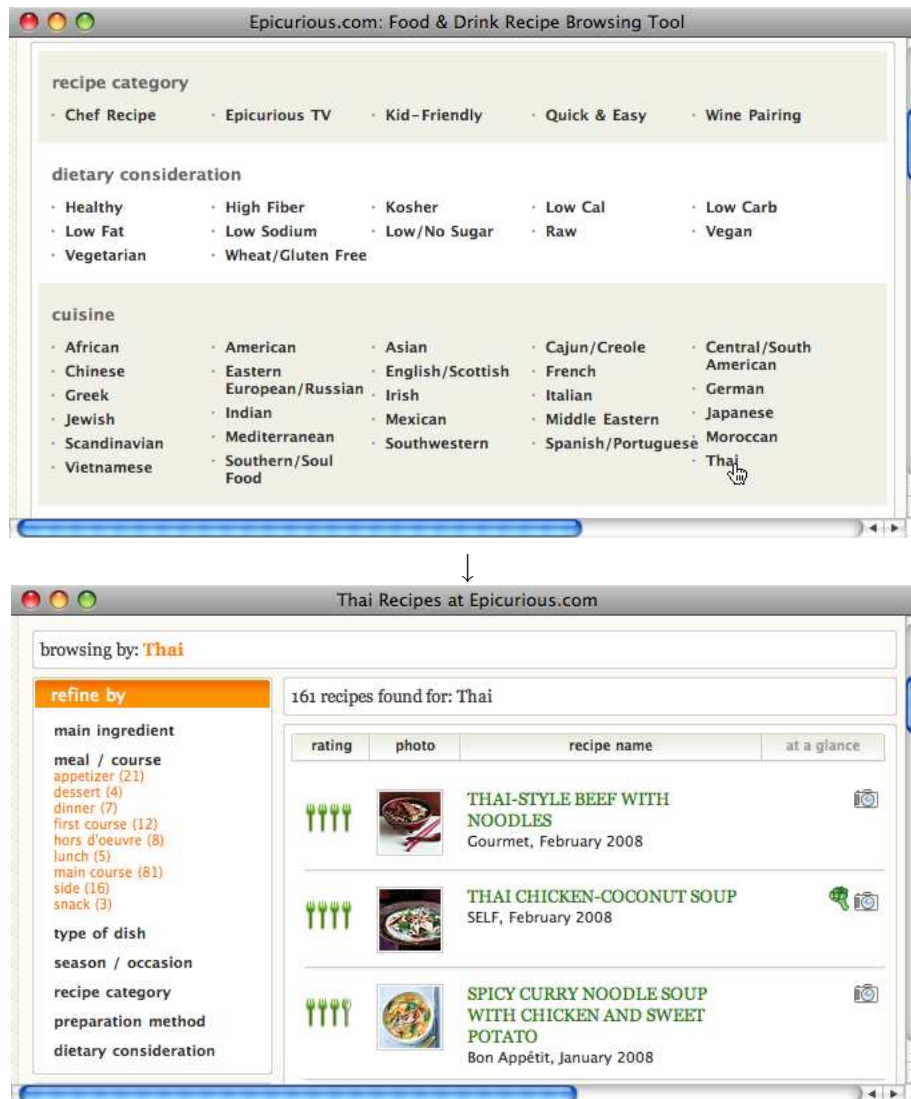 Epicurious.com: Food & Drink Recipe Browsing Tool
recipe category
· Chef Recipe · Epicurious TV · Kid-Friendly · Quick & Easy · Wine Pairing
dietary consideration
· Healthy · High Fiber · Kosher · Low Cal · Low Carb
· Low Fat · Low Sodium · Low/No Sugar · Raw · Vegan
· Vegetarian · Wheat/Gluten Free
cuisine
· African
· Chinese
· Greek
· Jewish
· Scandinavian
· Vietnamese
· American
· Eastern
European/Russian
· Indian
· Mediterranean
· Southern/Soul
Food
· Asian
· English/Scottish
· Irish
· Mexican
· Southwestern
· Cajun/Creole
· French
· Italian
· Middle Eastern
· Spanish/Portuguese
· Central/South
American
· German
· Japanese
· Moroccan
· Thai
↓
Thai Recipes at Epicurious.com
browsing by: Thai
refine by
main ingredient
meal / course
appetizer (21)
dessert (4)
dinner (7)
first course (12)
hors d'oeuvre (8)
lunch (5)
main course (81)
side (16)
snack (3)
type of dish
season / occasion
recipe category
preparation method
dietary consideration
161 recipes found for: Thai
rating photo recipe name at a glance
THAI-STYLE BEEF WITH
NOODLES
Gourmet, February 2008
THAI CHICKEN-COCONUT SOUP
SELF, February 2008
SPICY CURRY NOODLE SOUP
WITH CHICKEN AND SWEET
POTATO
Bon Appétit, January 2008